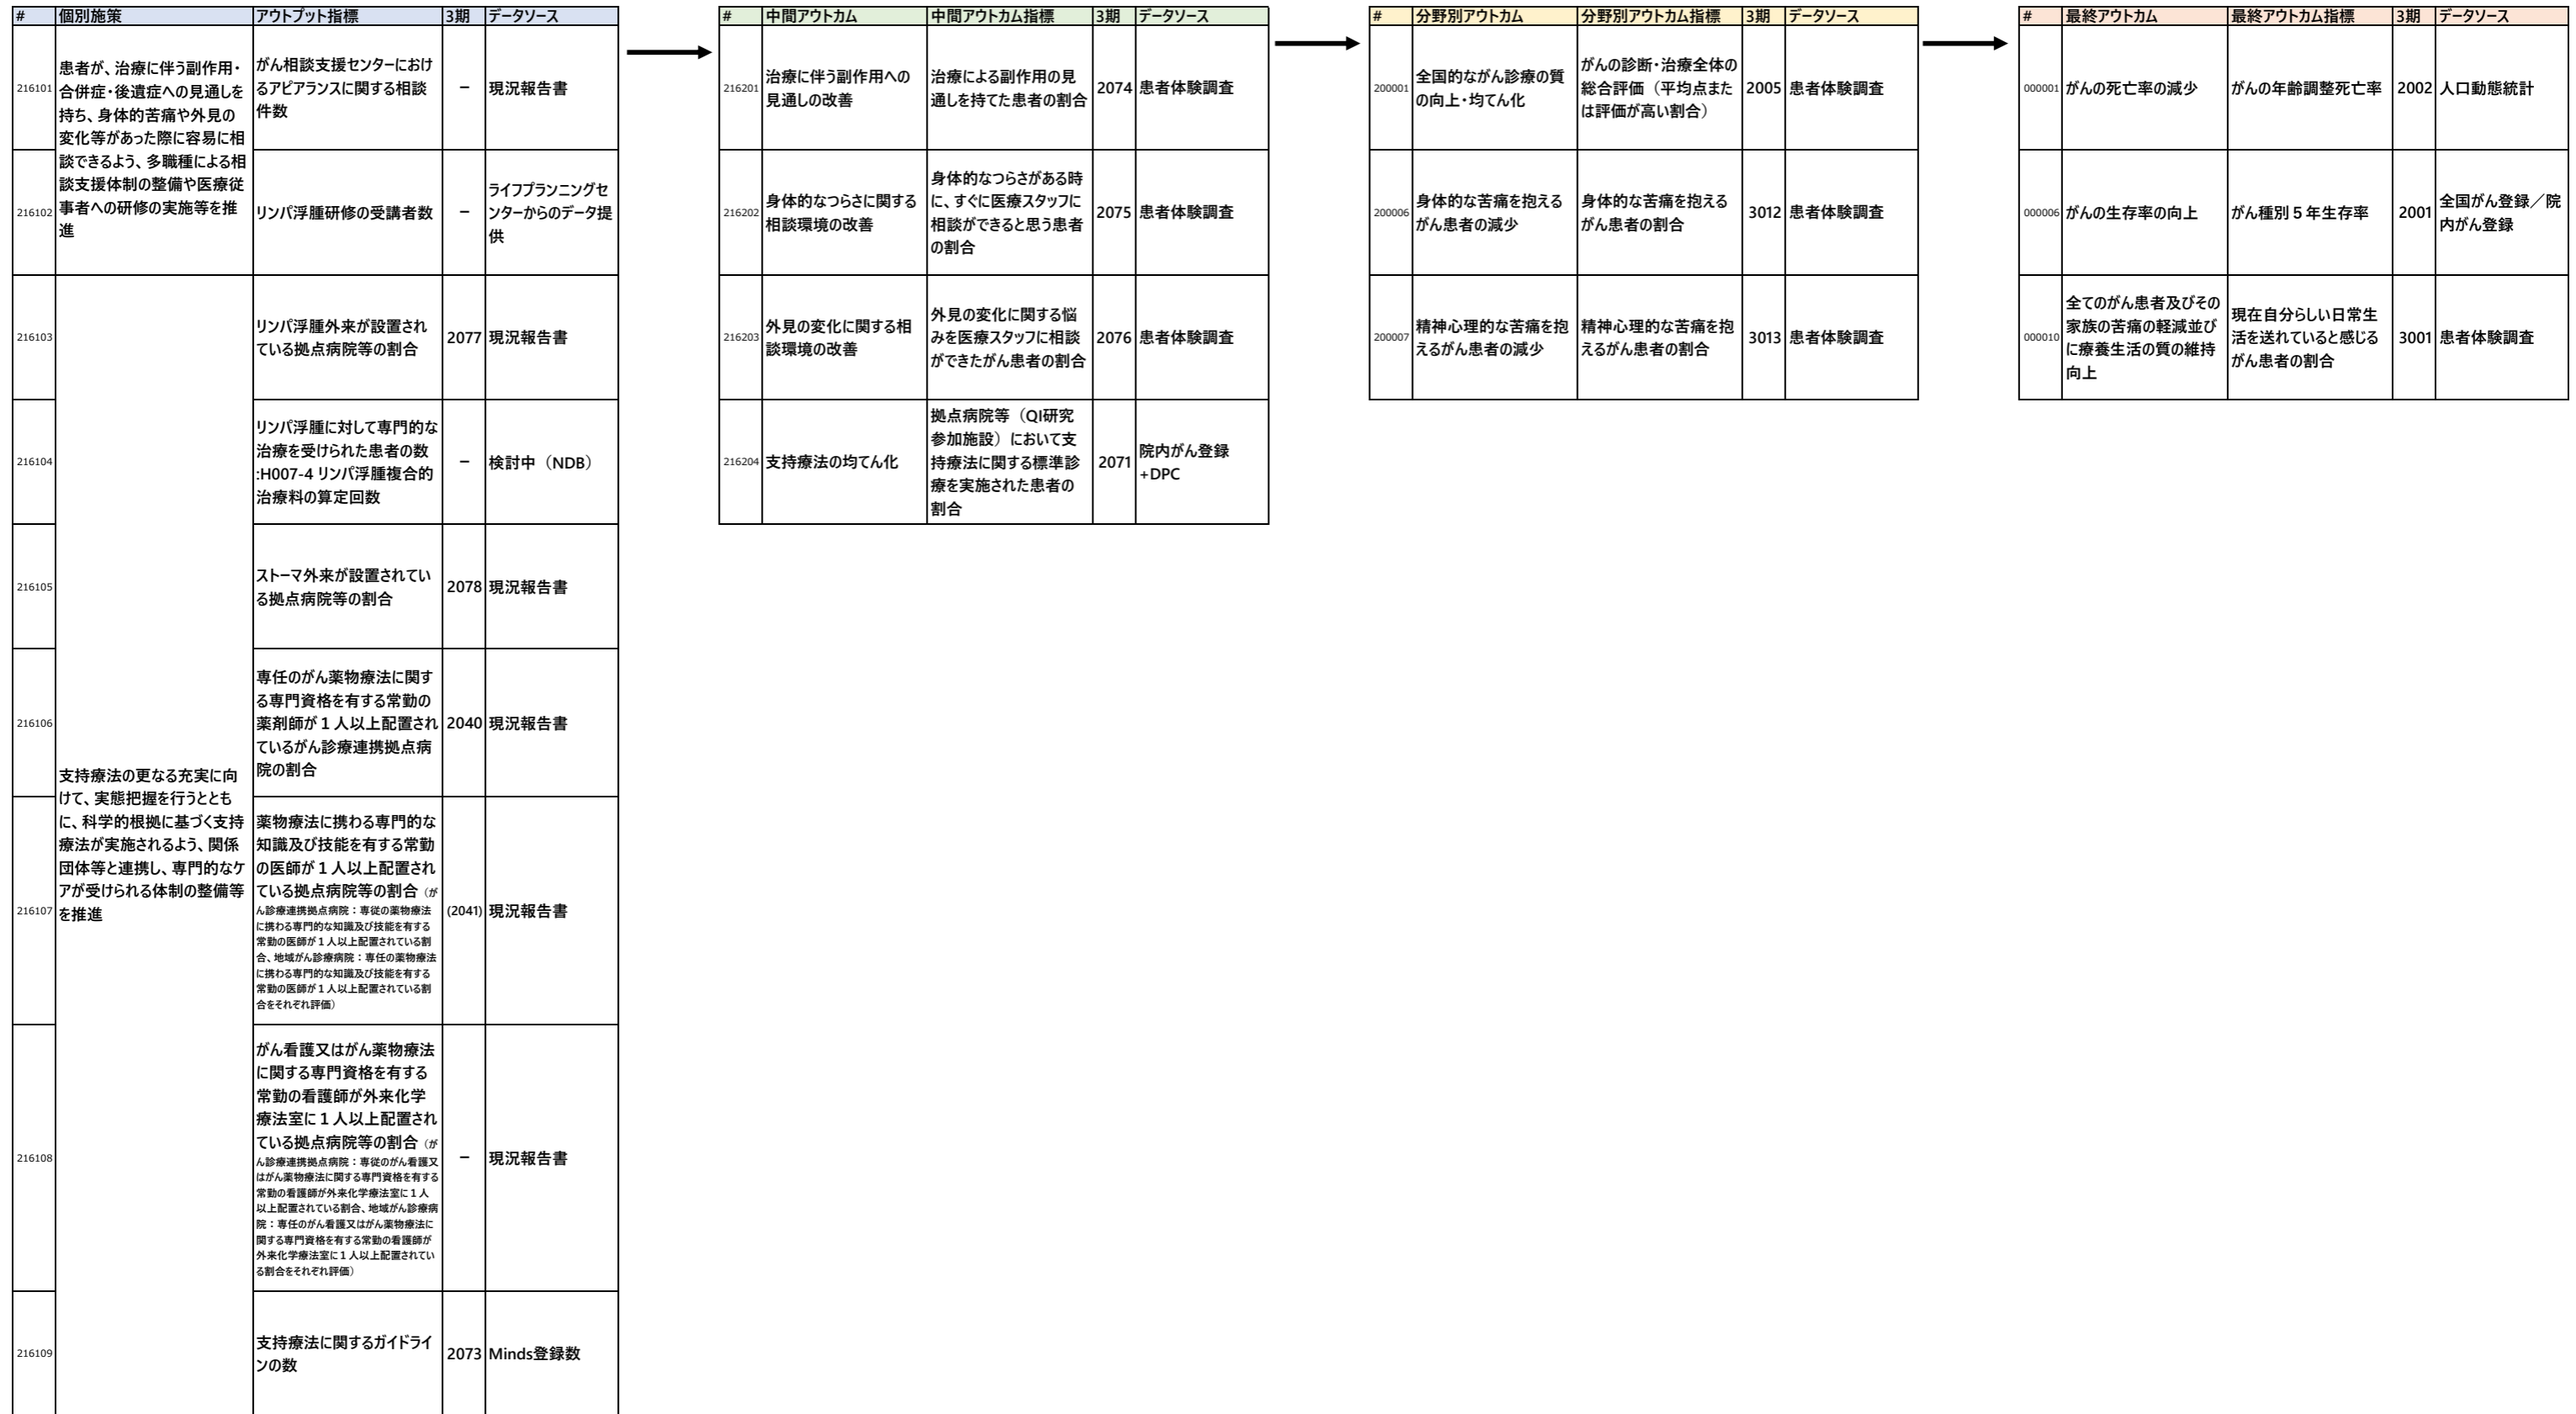 # 個別施策 アウトプット指標 3期 データソース
216101
患者が、治療に伴う副作用・
合併症・後遺症への見通しを
持ち、身体的苦痛や外見の
変化等があった際に容易に相
談できるよう、多職種による相
談支援体制の整備や医療従
事者への研修の実施等を推
進
がん相談支援センターにおけ
るアピアランスに関する相談
件数
－
現況報告書
216102
リンパ浮腫研修の受講者数
－
ライフプランニングセ
ンターからのデータ提
供
216103
支持療法の更なる充実に向
けて、実態把握を行うととも
に、科学的根拠に基づく支持
療法が実施されるよう、関係
団体等と連携し、専門的なケ
アが受けられる体制の整備等
を推進
リンパ浮腫外来が設置され
ている拠点病院等の割合
2077
現況報告書
216104
リンパ浮腫に対して専門的な
治療を受けられた患者の数
:H007-4 リンパ浮腫複合的
治療料の算定回数
－
検討中（NDB）
216105
ストーマ外来が設置されてい
る拠点病院等の割合
2078
現況報告書
216106
専任のがん薬物療法に関す
る専門資格を有する常勤の
薬剤師が１人以上配置され
ているがん診療連携拠点病
院の割合
2040
現況報告書
216107
薬物療法に携わる専門的な
知識及び技能を有する常勤
の医師が１人以上配置され
ている拠点病院等の割合（が
ん診療連携拠点病院：専従の薬物療法
に携わる専門的な知識及び技能を有する
常勤の医師が１人以上配置されている割
合、地域がん診療病院：専任の薬物療法
に携わる専門的な知識及び技能を有する
常勤の医師が１人以上配置されている割
合をそれぞれ評価）
(2041)
現況報告書
216108
がん看護又はがん薬物療法
に関する専門資格を有する
常勤の看護師が外来化学
療法室に１人以上配置され
ている拠点病院等の割合（が
ん診療連携拠点病院：専従のがん看護又
はがん薬物療法に関する専門資格を有する
常勤の看護師が外来化学療法室に１人
以上配置されている割合、地域がん診療病
院：専任のがん看護又はがん薬物療法に
関する専門資格を有する常勤の看護師が
外来化学療法室に１人以上配置されてい
る割合をそれぞれ評価）
－
現況報告書
216109
支持療法に関するガイドライ
ンの数
2073
Minds登録数
# 中間アウトカム 中間アウトカム指標 3期 データソース
216201
治療に伴う副作用への
見通しの改善
治療による副作用の見
通しを持てた患者の割合
2074
患者体験調査
216202
身体的なつらさに関する
相談環境の改善
身体的なつらさがある時
に、すぐに医療スタッフに
相談ができると思う患者
の割合
2075
患者体験調査
216203
外見の変化に関する相
談環境の改善
外見の変化に関する悩
みを医療スタッフに相談
ができたがん患者の割合
2076
患者体験調査
216204
支持療法の均てん化
拠点病院等（QI研究
参加施設）において支
持療法に関する標準診
療を実施された患者の
割合
2071
院内がん登録
+DPC
# 分野別アウトカム 分野別アウトカム指標 3期 データソース
200001
全国的ながん診療の質
の向上・均てん化
がんの診断・治療全体の
総合評価（平均点また
は評価が高い割合）
2005
患者体験調査
200006
身体的な苦痛を抱える
がん患者の減少
身体的な苦痛を抱える
がん患者の割合
3012
患者体験調査
200007
精神心理的な苦痛を抱
えるがん患者の減少
精神心理的な苦痛を抱
えるがん患者の割合
3013
患者体験調査
# 最終アウトカム 最終アウトカム指標 3期 データソース
000001
がんの死亡率の減少
がんの年齢調整死亡率
2002
人口動態統計
000006
がんの生存率の向上
がん種別５年生存率
2001
全国がん登録／院
内がん登録
000010
全てのがん患者及びその
家族の苦痛の軽減並び
に療養生活の質の維持
向上
現在自分らしい日常生
活を送れていると感じる
がん患者の割合
3001
患者体験調査